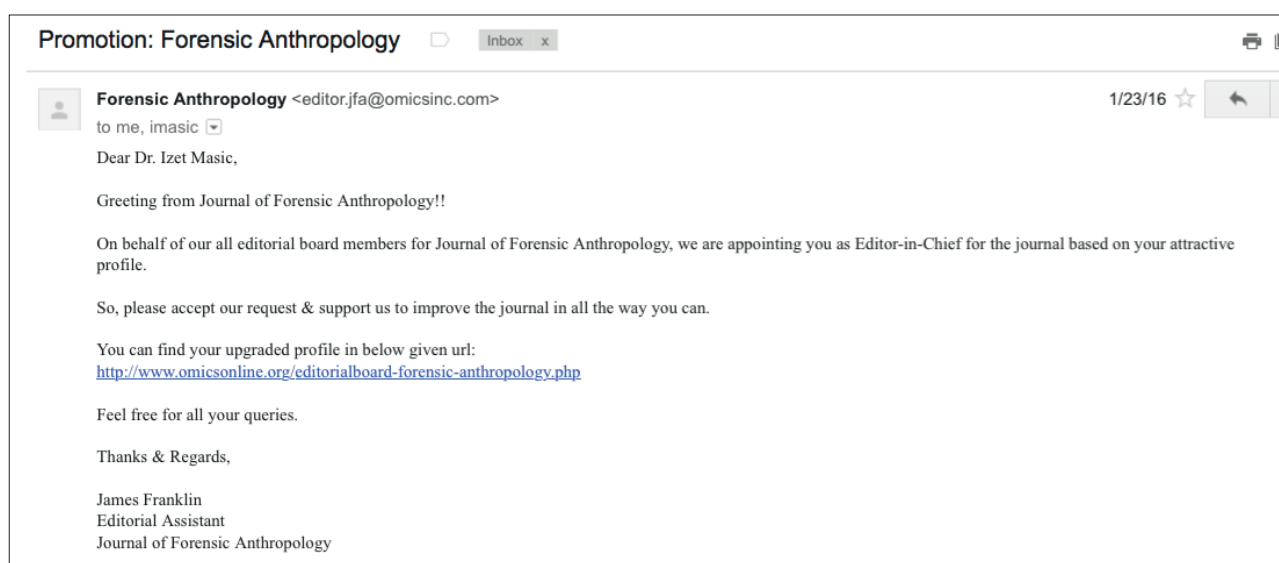 Promotion: Forensic Anthropology
Inbox x
Forensic Anthropology <editor.jfa@omicsinc.com>
1/23/16
to me, imasic
Dear Dr. Izet Masic,
Greeting from Journal of Forensic Anthropology!!
On behalf of our all editorial board members for Journal of Forensic Anthropology, we are appointing you as Editor-in-Chief for the journal based on your attractive
profile.
So, please accept our request & support us to improve the journal in all the way you can.
You can find your upgraded profile in below given url:
http://www.omicsonline.org/editorialboard-forensic-anthropology.php
Feel free for all your queries.
Thanks & Regards,
James Franklin
Editorial Assistant
Journal of Forensic Anthropology